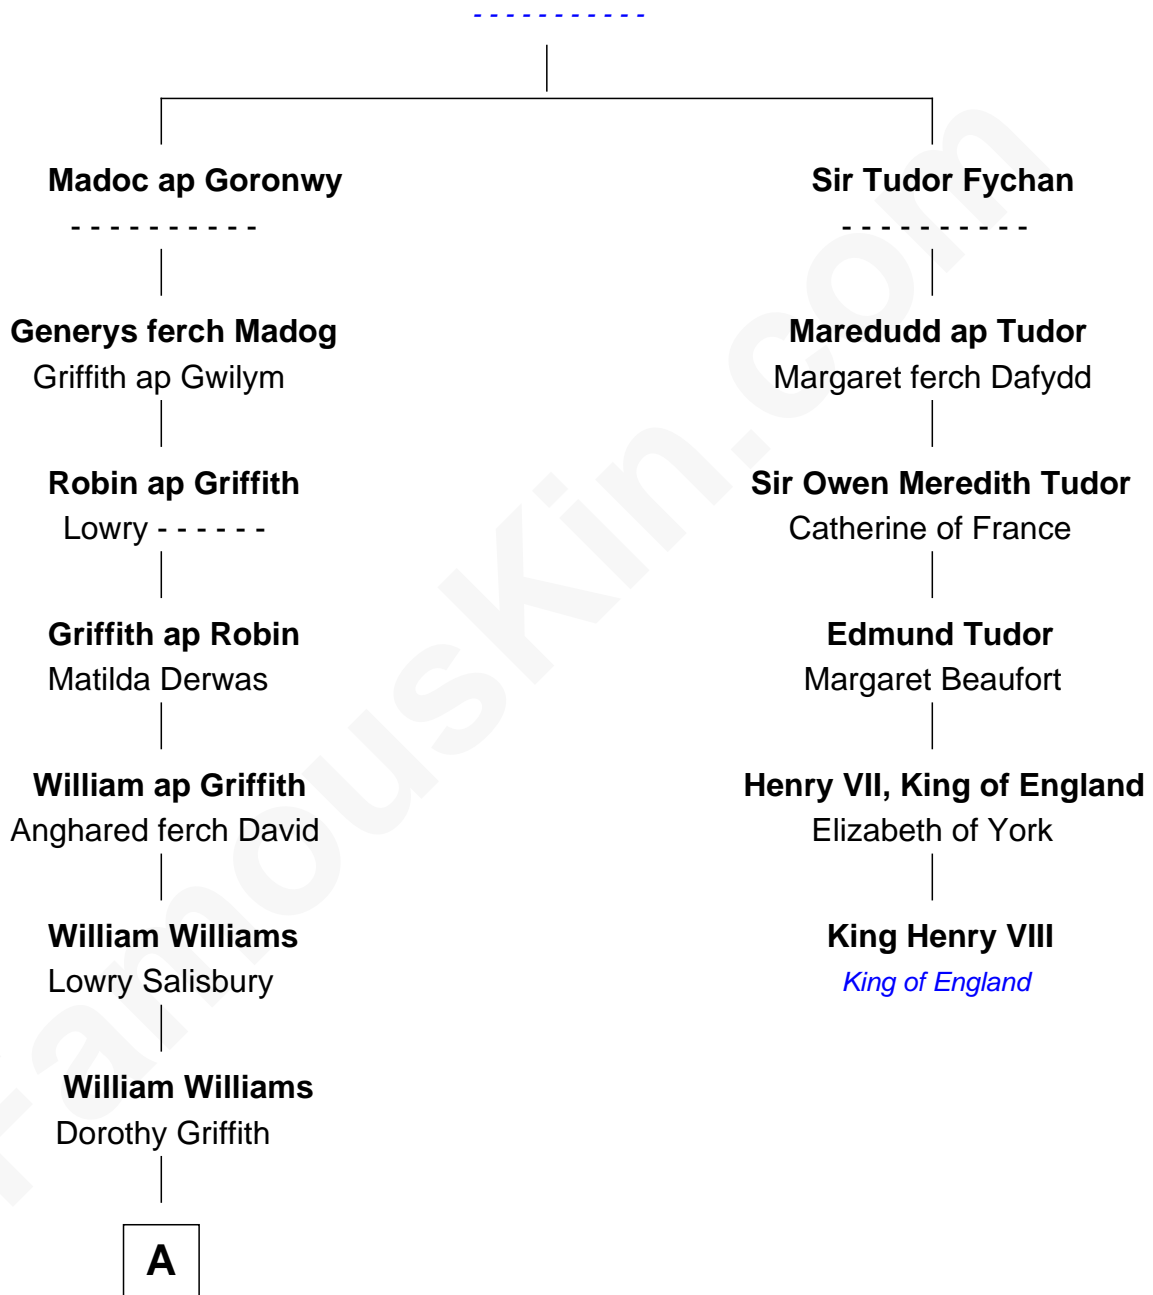 - - - - - - - - - - -
Madoc ap Goronwy
- - - - - - - - - -
Generys ferch Madog
Griffith ap Gwilym
Robin ap Griffith
Lowry - - - - - -
Griffith ap Robin
Matilda Derwas
William ap Griffith
Anghared ferch David
William Williams
Lowry Salisbury
William Williams
Dorothy Griffith
A
Sir Tudor Fychan
- - - - - - - - - -
Maredudd ap Tudor
Margaret ferch Dafydd
Sir Owen Meredith Tudor
Catherine of France
Edmund Tudor
Margaret Beaufort
Henry VII, King of England
Elizabeth of York
King Henry VIII
King of England
FamousKin.com